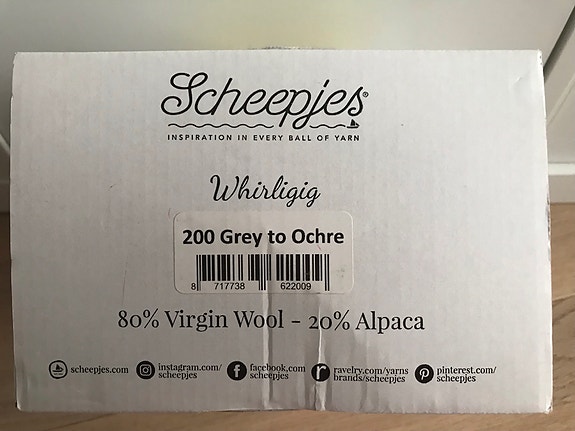 Scheepjes®
INSPIRATION IN EVERY BALL OF YARN
Whirligig
200 Grey to Ochre
8 717738 622009
80% Virgin Wool - 20% Alpaca
scheepjes.com
instagram.com/
scheepjes
facebook.com
scheepjes
ravelry.com/yarns
brands/scheepjes
pinterest.com/
scheepjes